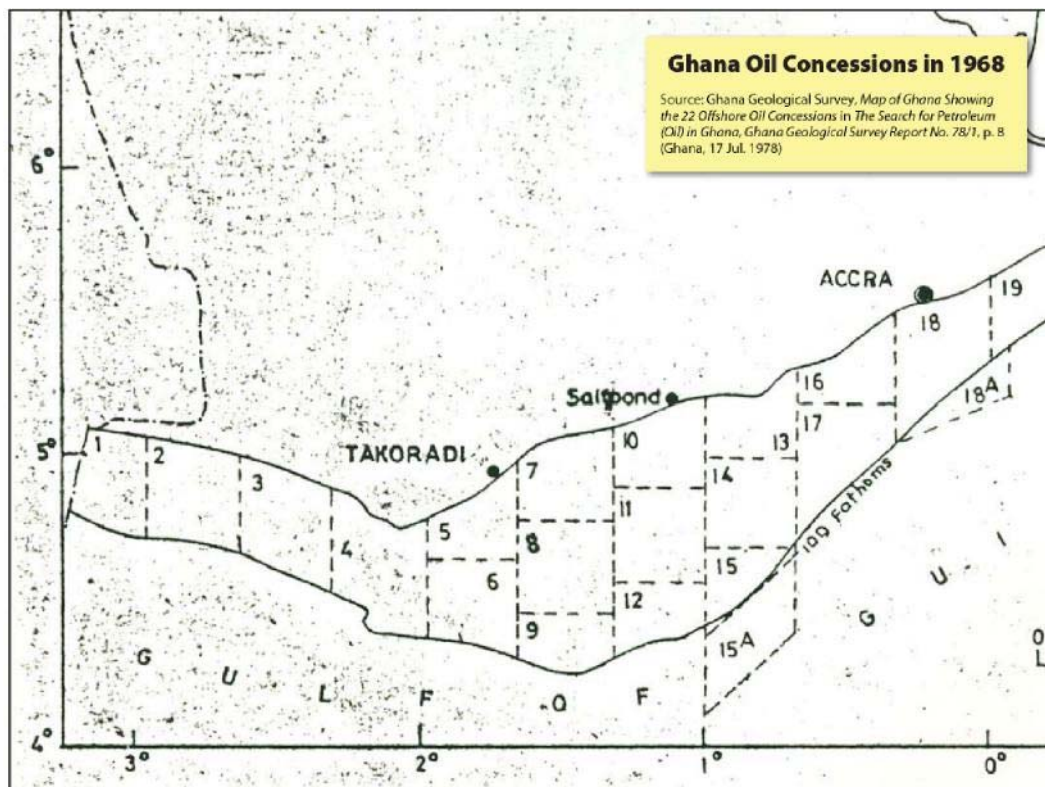 Ghana Oil Concessions in 1968
Source: Ghana Geological Survey, Map of Ghana Showing
the 22 Offshore Oil Concessions in The Search for Petroleum
(Oil) in Ghana, Ghana Geological Survey Report No. 78/1, p. 8
(Ghana, 17 Jul. 1978)
6°
ACCRA
19
18
18A
16
Saltpond
17
5°
1
2
3
TAKORADI
7
10
13
14
4
5
11
8
6
15
100 Fathoms
12
9
15A
G U L F O F
G U I
O
L
4°
3°
2°
1°
0°